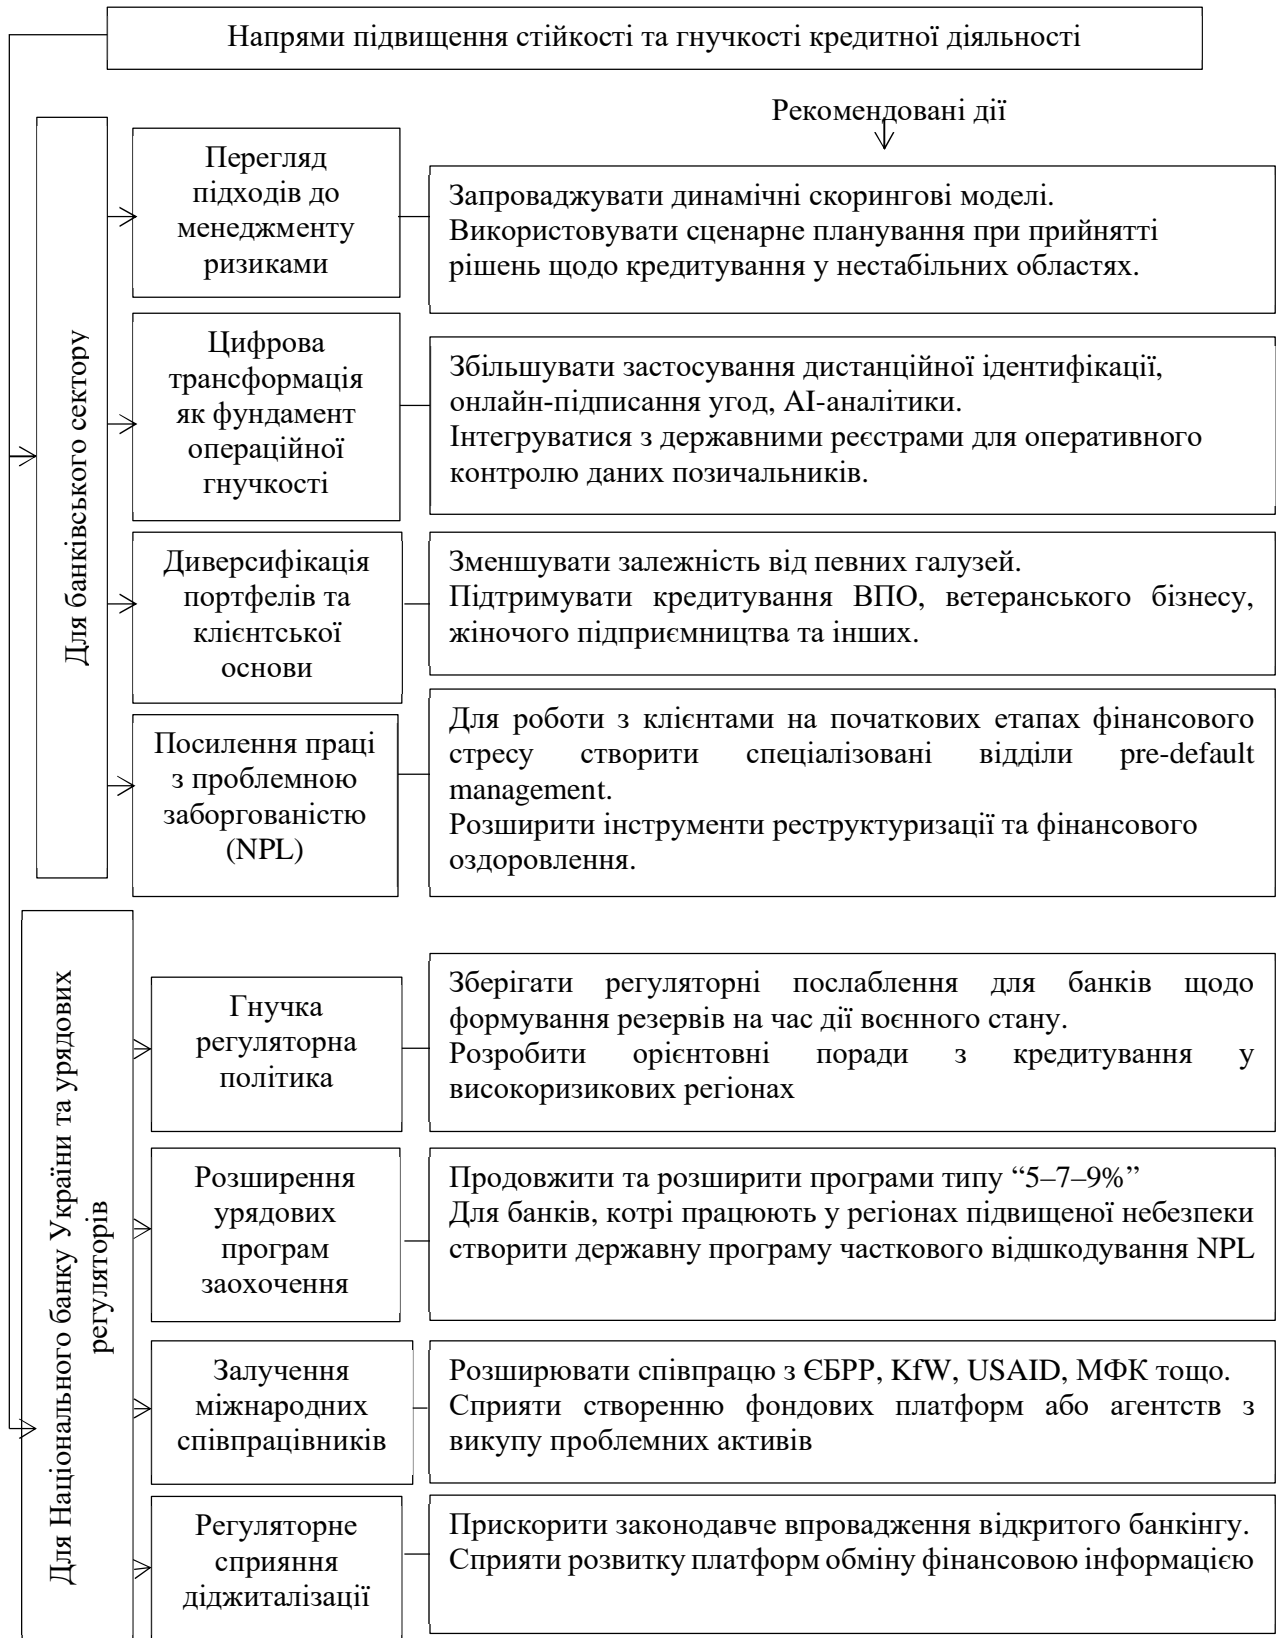 Напрями підвищення стійкості та гнучкості кредитної діяльності
Рекомендовані дії
Для банківського сектору
Перегляд
підходів до
менеджменту
ризиками
Запроваджувати динамічні скорингові моделі.
Використовувати сценарне планування при прийнятті
рішень щодо кредитування у нестабільних областях.
Цифрова
трансформація
як фундамент
операційної
гнучкості
Збільшувати застосування дистанційної ідентифікації,
онлайн-підписання угод, AI-аналітики.
Інтегруватися з державними реєстрами для оперативного
контролю даних позичальників.
Диверсифікація
портфелів та
клієнтської
основи
Зменшувати залежність від певних галузей.
Підтримувати кредитування ВПО, ветеранського бізнесу,
жіночого підприємництва та інших.
Посилення праці
з проблемною
заборгованістю
(NPL)
Для роботи з клієнтами на початкових етапах фінансового
стресу створити спеціалізовані відділи pre-default
management.
Розширити інструменти реструктуризації та фінансового
оздоровлення.
Для Національного банку України та урядових
регуляторів
Гнучка
регуляторна
політика
Зберігати регуляторні послаблення для банків щодо
формування резервів на час дії воєнного стану.
Розробити орієнтовні поради з кредитування у
високоризикових регіонах
Розширення
урядових
програм
заохочення
Продовжити та розширити програми типу “5–7–9%”
Для банків, котрі працюють у регіонах підвищеної небезпеки
створити державну програму часткового відшкодування NPL
Залучення
міжнародних
співпрацівників
Розширювати співпрацю з ЄБРР, KfW, USAID, МФК тощо.
Сприяти створенню фондових платформ або агентств з
викупу проблемних активів
Регуляторне
сприяння
діджиталізації
Прискорити законодавче впровадження відкритого банкінгу.
Сприяти розвитку платформ обміну фінансовою інформацією